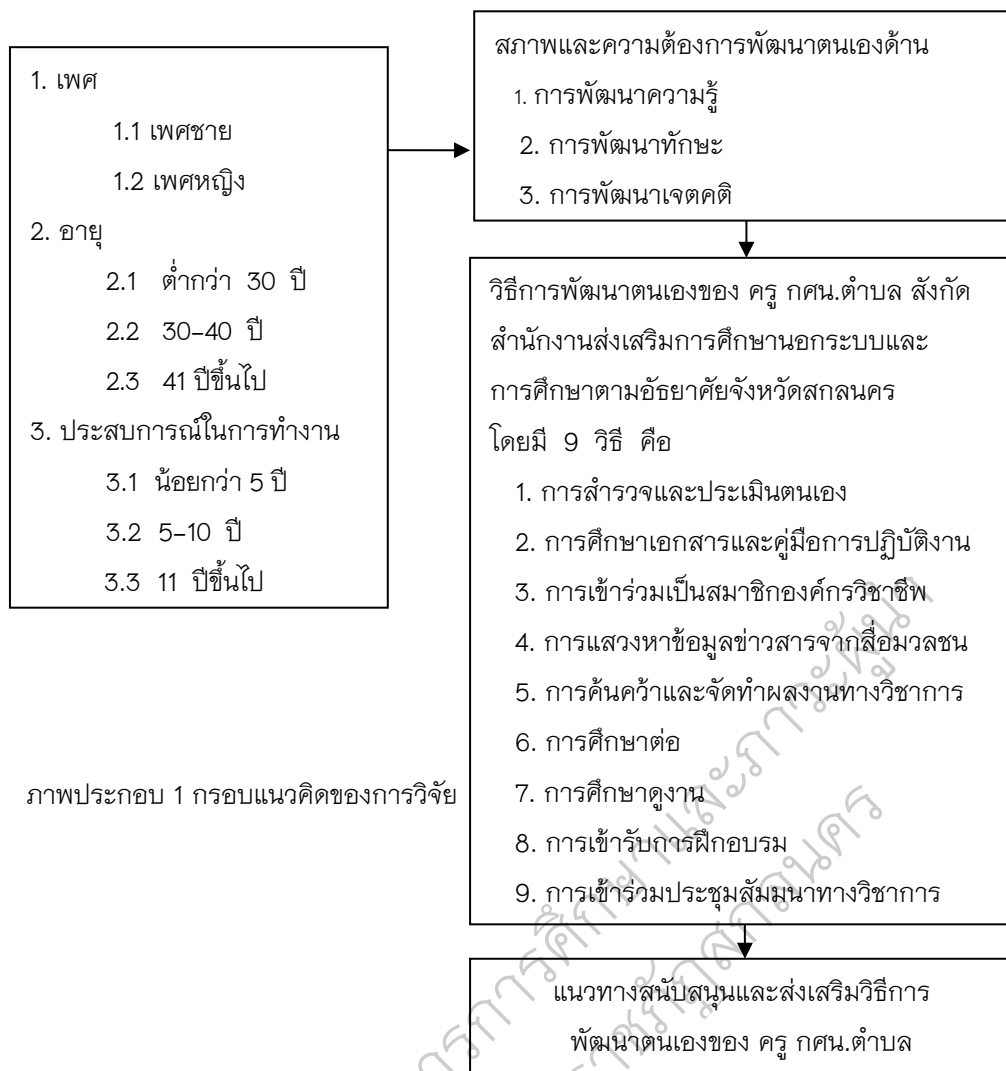 1. เพศ
1.1 เพศชาย
1.2 เพศหญิง
2. อายุ
2.1 ต่ำกว่า 30 ปี
2.2 30-40 ปี
2.3 41 ปีขึ้นไป
3. ประสบการณ์ในการทำงาน
3.1 น้อยกว่า 5 ปี
3.2 5-10 ปี
3.3 11 ปีขึ้นไป
สภาพและความต้องการพัฒนาตนเองด้าน
1. การพัฒนาความรู้
2. การพัฒนาทักษะ
3. การพัฒนาเจตคติ
วิธีการพัฒนาตนเองของ ครู กศน.ตำบล สังกัด
สำนักงานส่งเสริมการศึกษานอกระบบและ
การศึกษาตามอัธยาศัยจังหวัดสกลนคร
โดยมี 9 วิธี คือ
1. การสำรวจและประเมินตนเอง
2. การศึกษาเอกสารและคู่มือการปฏิบัติงาน
3. การเข้าร่วมเป็นสมาชิกองค์กรวิชาชีพ
4. การแสวงหาข้อมูลข่าวสารจากสื่อมวลชน
5. การค้นคว้าและจัดทำผลงานทางวิชาการ
6. การศึกษาต่อ
7. การศึกษาดูงาน
8. การเข้ารับการฝึกอบรม
9. การเข้าร่วมประชุมสัมมนาทางวิชาการ
แนวทางสนับสนุนและส่งเสริมวิธีการ
พัฒนาตนเองของ ครู กศน.ตำบล
ภาพประกอบ 1 กรอบแนวคิดของการวิจัย